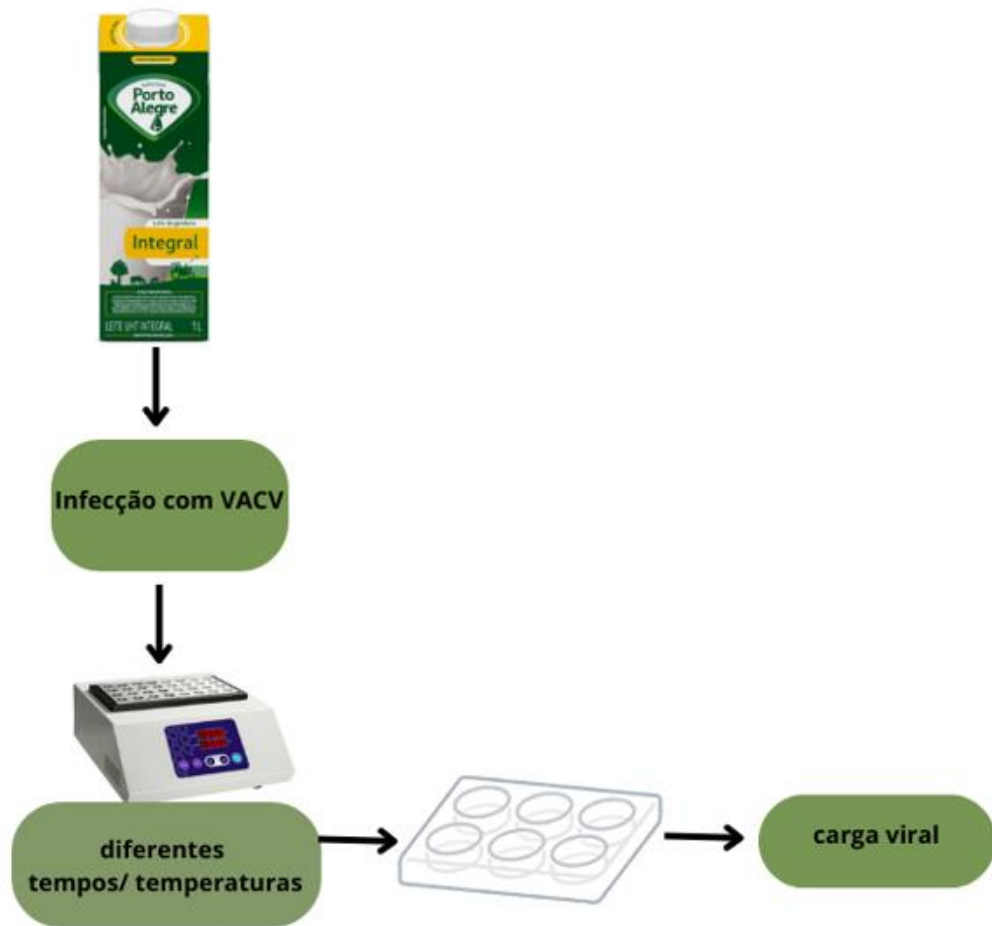 Porto
Alegre
Integral
LEITE UHT INTEGRAL 1L
Infecção com VACV
diferentes
tempos/ temperaturas
carga viral